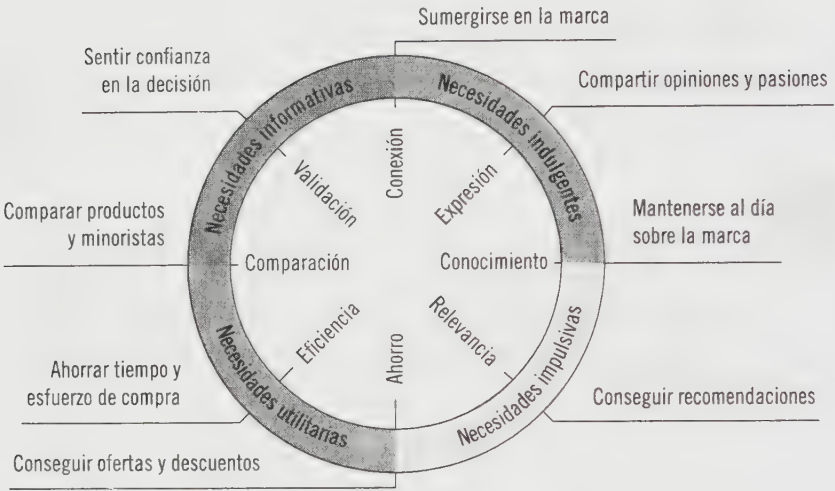 Sumergirse en la marca
Sentir confianza
en la decisión
Compartir opiniones y pasiones
Necesidades informativas
Necesidades indulgentes
Validación
Conexión
Expresión
Comparar productos
y minoristas
Mantenerse al día
sobre la marca
Comparación
Conocimiento
Eficiencia
Ahorro
Relevancia
Necesidades utilitarias
Necesidades impulsivas
Ahorrar tiempo y
esfuerzo de compra
Conseguir recomendaciones
Conseguir ofertas y descuentos